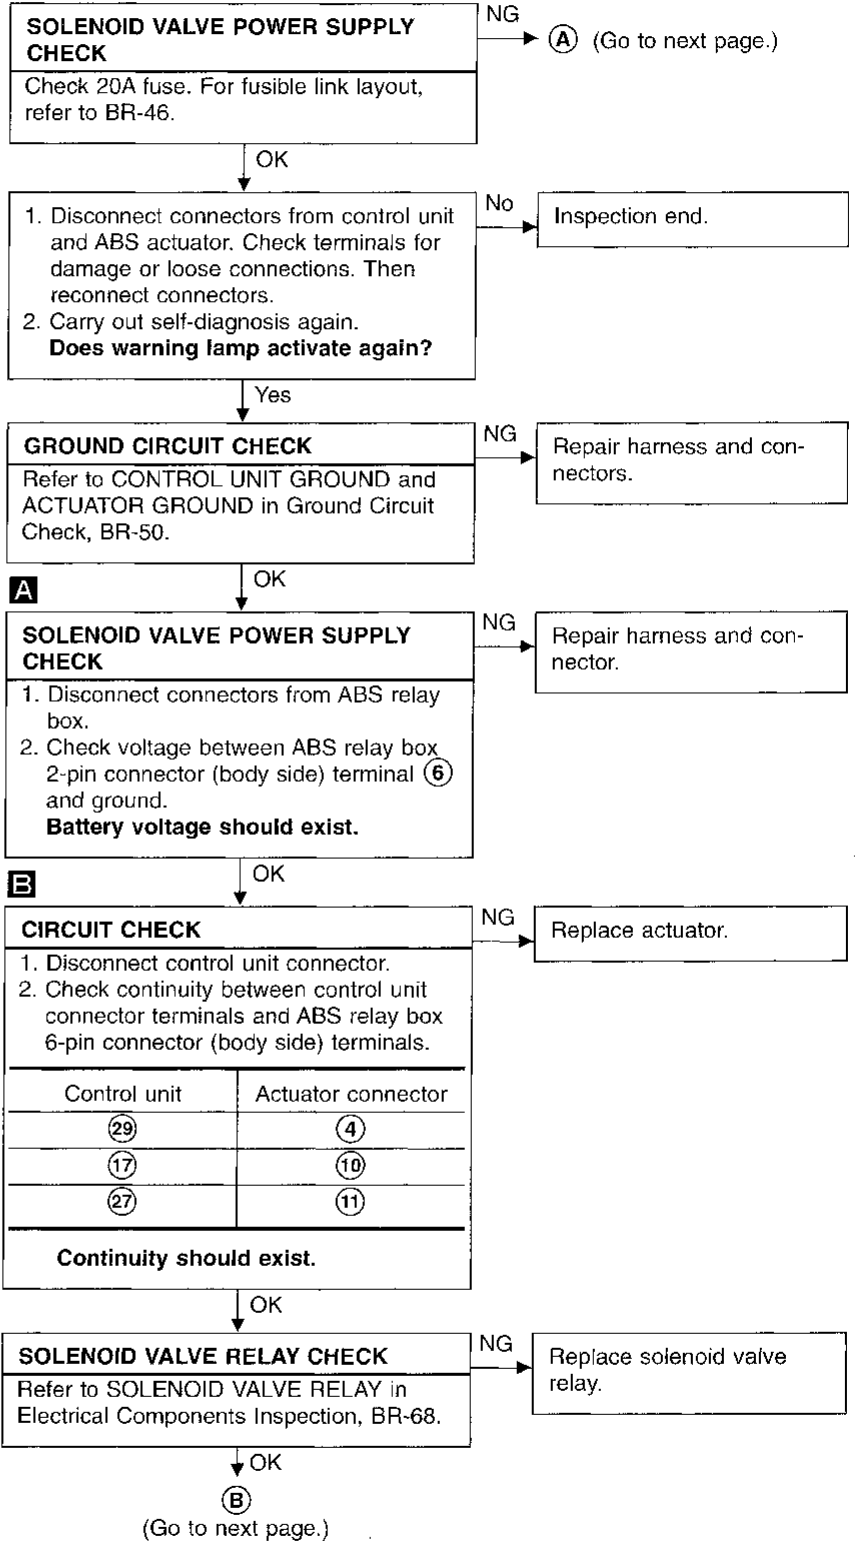 SOLENOID VALVE POWER SUPPLY
CHECK
Check 20A fuse. For fusible link layout,
refer to BR-46.
NG
A (Go to next page.)
OK
1. Disconnect connectors from control unit
and ABS actuator. Check terminals for
damage or loose connections. Then
reconnect connectors.
2. Carry out self-diagnosis again.
Does warning lamp activate again?
No
Inspection end.
Yes
GROUND CIRCUIT CHECK
Refer to CONTROL UNIT GROUND and
ACTUATOR GROUND in Ground Circuit
Check, BR-50.
NG
Repair harness and con-
nectors.
OK
A
SOLENOID VALVE POWER SUPPLY
CHECK
1. Disconnect connectors from ABS relay
box.
2. Check voltage between ABS relay box
2-pin connector (body side) terminal 6
and ground.
Battery voltage should exist.
NG
Repair harness and con-
nector.
OK
B
CIRCUIT CHECK
1. Disconnect control unit connector.
2. Check continuity between control unit
connector terminals and ABS relay box
6-pin connector (body side) terminals.
Control unit Actuator connector
29 4
17 10
27 11
Continuity should exist.
NG
Replace actuator.
OK
SOLENOID VALVE RELAY CHECK
Refer to SOLENOID VALVE RELAY in
Electrical Components Inspection, BR-68.
NG
Replace solenoid valve
relay.
OK
B
(Go to next page.)